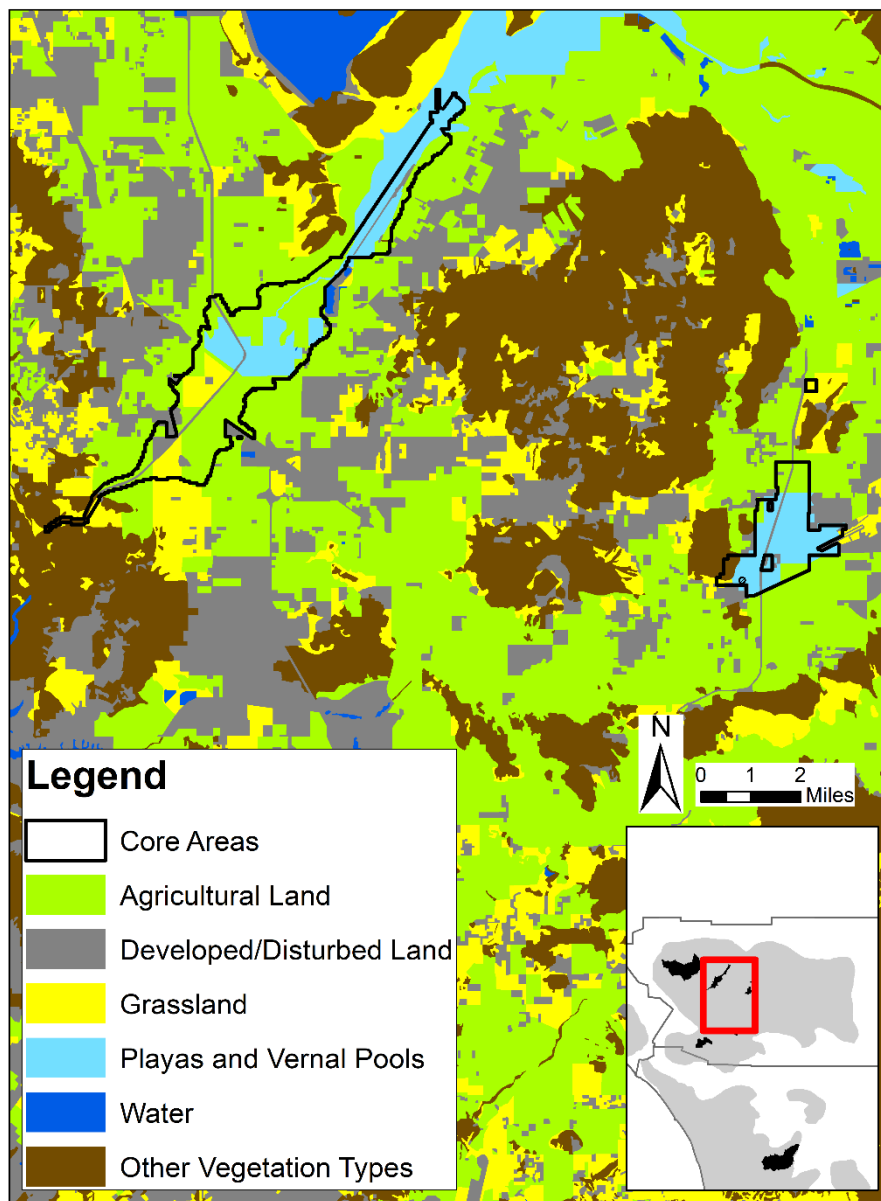 N
0 1 2
Miles
Legend
Core Areas
Agricultural Land
Developed/Disturbed Land
Grassland
Playas and Vernal Pools
Water
Other Vegetation Types